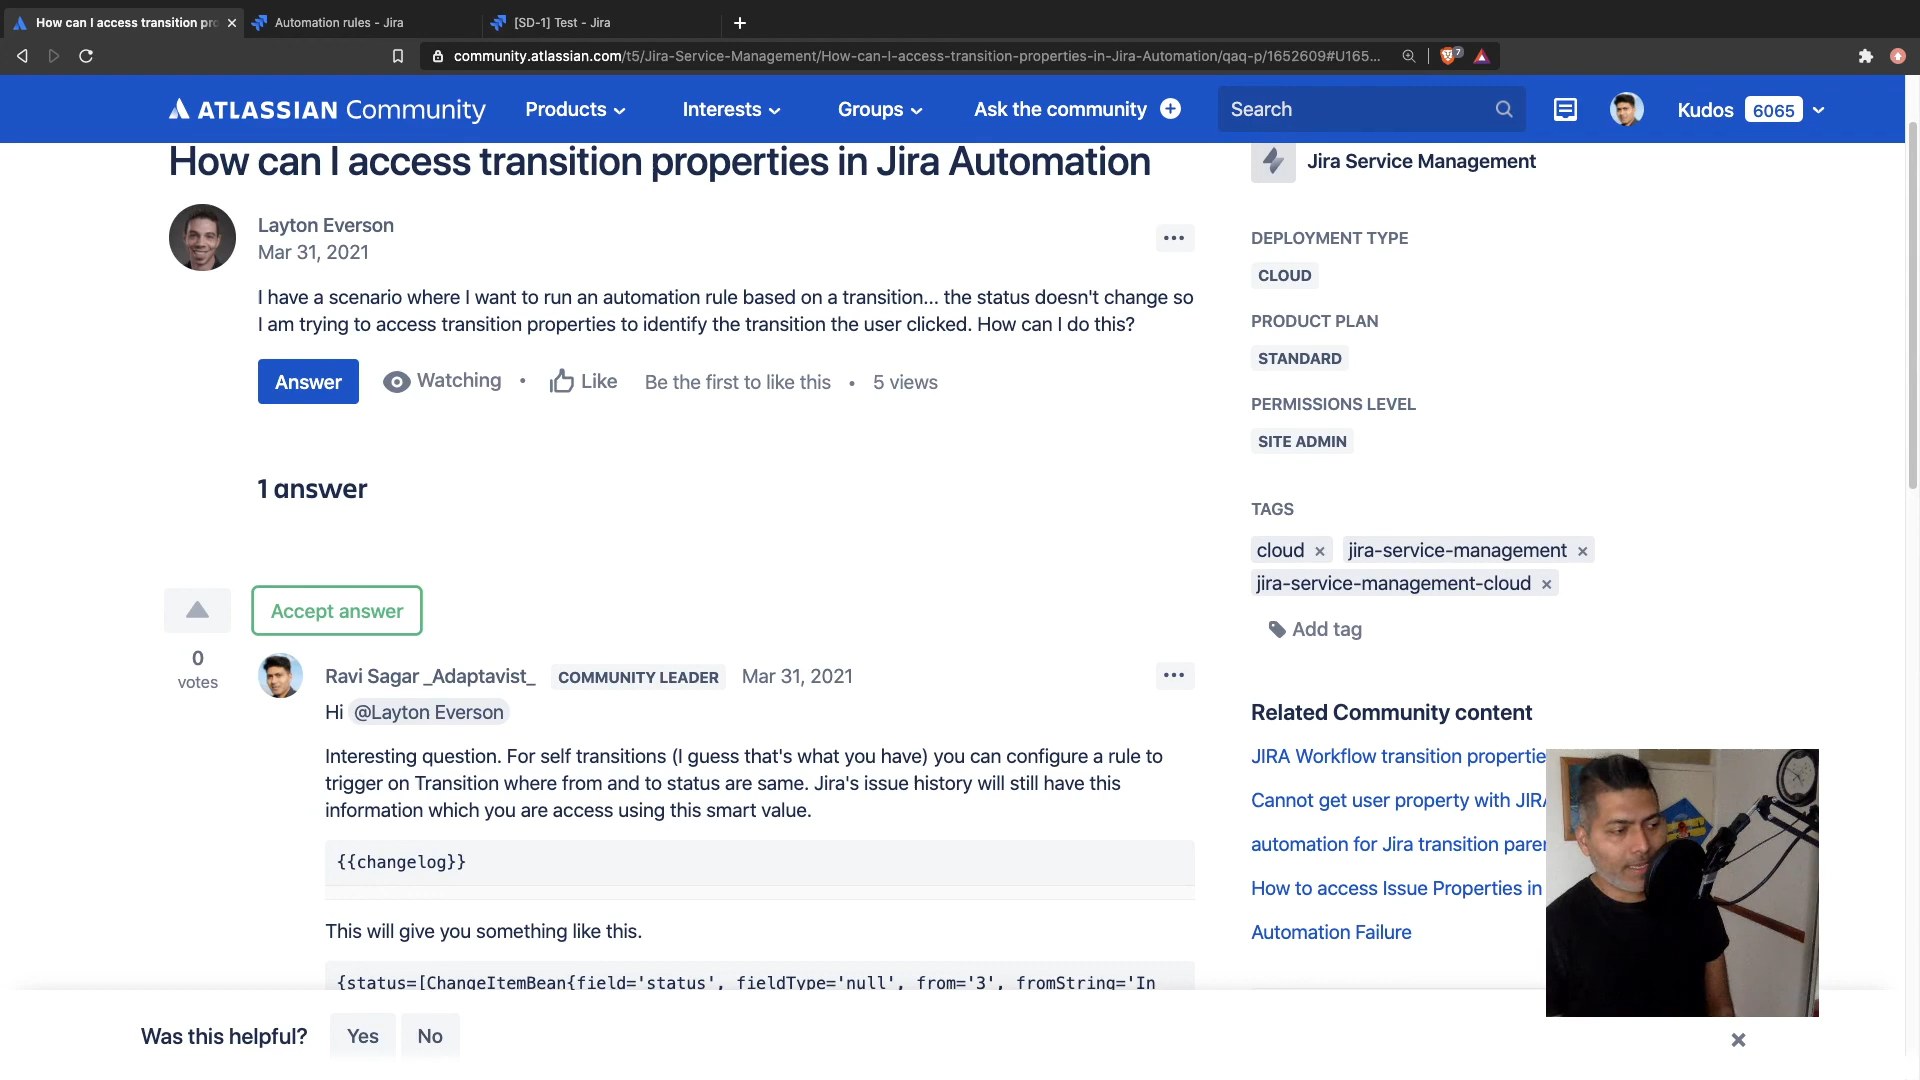 How can I access transition pro
Automation rules - Jira
[SD-1] Test - Jira
community.atlassian.com/t5/Jira-Service-Management/How-can-I-access-transition-properties-in-Jira-Automation/qaq-p/1652609#U165...
7
ATLASSIAN Community
Products
Interests
Groups
Ask the community
Search
Kudos 6065
How can I access transition properties in Jira Automation
Layton Everson
Mar 31, 2021
I have a scenario where I want to run an automation rule based on a transition... the status doesn't change so
I am trying to access transition properties to identify the transition the user clicked. How can I do this?
Answer
Watching • Like Be the first to like this • 5 views
1 answer
Accept answer
0
votes
Ravi Sagar _Adaptavist_ COMMUNITY LEADER Mar 31, 2021
Hi @Layton Everson
Interesting question. For self transitions (I guess that's what you have) you can configure a rule to
trigger on Transition where from and to status are same. Jira's issue history will still have this
information which you are access using this smart value.
{{changelog}}
This will give you something like this.
{status=[ChangeItemBean{field='status', fieldType='null', from='3', fromString='In
Jira Service Management
DEPLOYMENT TYPE
CLOUD
PRODUCT PLAN
STANDARD
PERMISSIONS LEVEL
SITE ADMIN
TAGS
cloud ×
jira-service-management ×
jira-service-management-cloud ×
Add tag
Related Community content
JIRA Workflow transition propertie
Cannot get user property with JIRA
automation for Jira transition paren
How to access Issue Properties in
Automation Failure
Was this helpful?
Yes
No